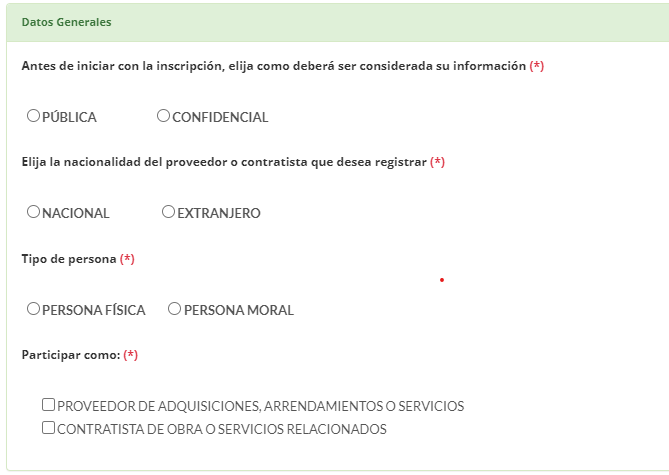 Datos Generales
Antes de iniciar con la inscripción, elija como deberá ser considerada su información (*)
PÚBLICA CONFIDENCIAL
Elija la nacionalidad del proveedor o contratista que desea registrar (*)
NACIONAL EXTRANJERO
Tipo de persona (*)
PERSONA FÍSICA PERSONA MORAL
Participar como: (*)
PROVEEDOR DE ADQUISICIONES, ARRENDAMIENTOS O SERVICIOS
CONTRATISTA DE OBRA O SERVICIOS RELACIONADOS